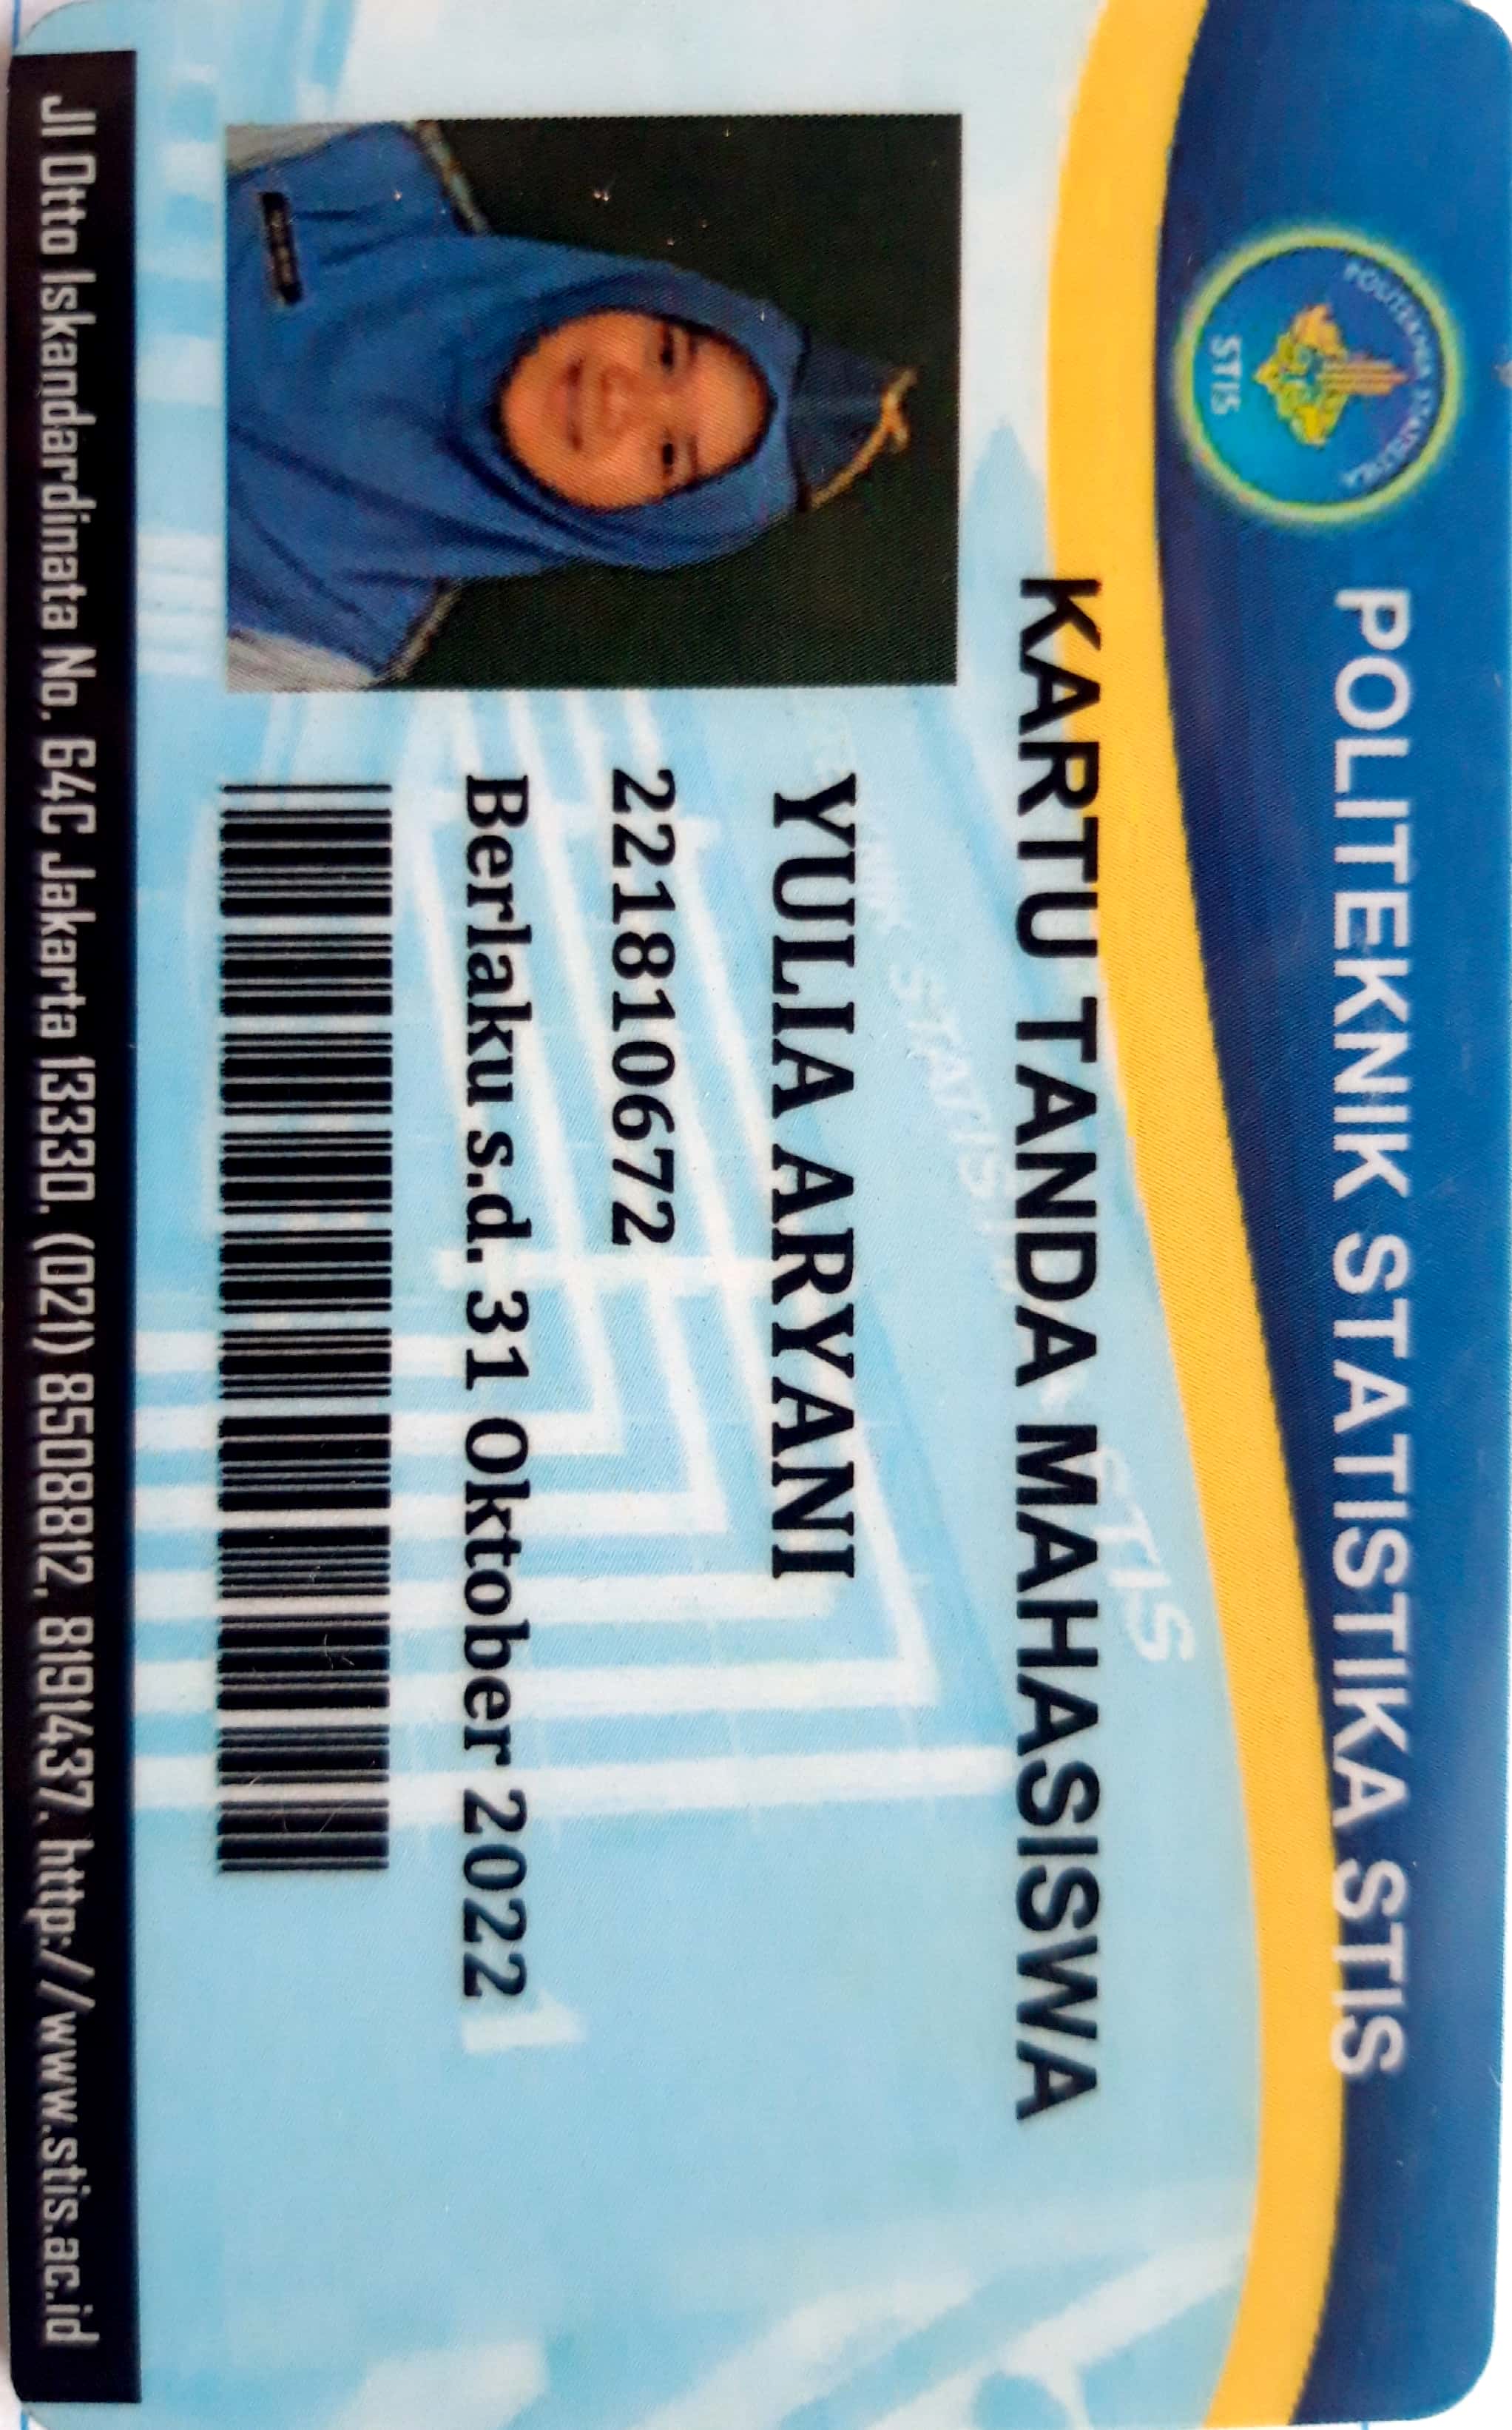 POLITEKNIK STATISTIKA STIS
POLITEKNIK STATISTIKA
STIS
KARTU TANDA MAHASISWA
YULIA ARYANI
221810672
Berlaku s.d. 31 Oktober 2022
Jl Otto Iskandardinata No. 64C Jakarta 13330. (021) 8508812, 8191437. http://www.stis.ac.id